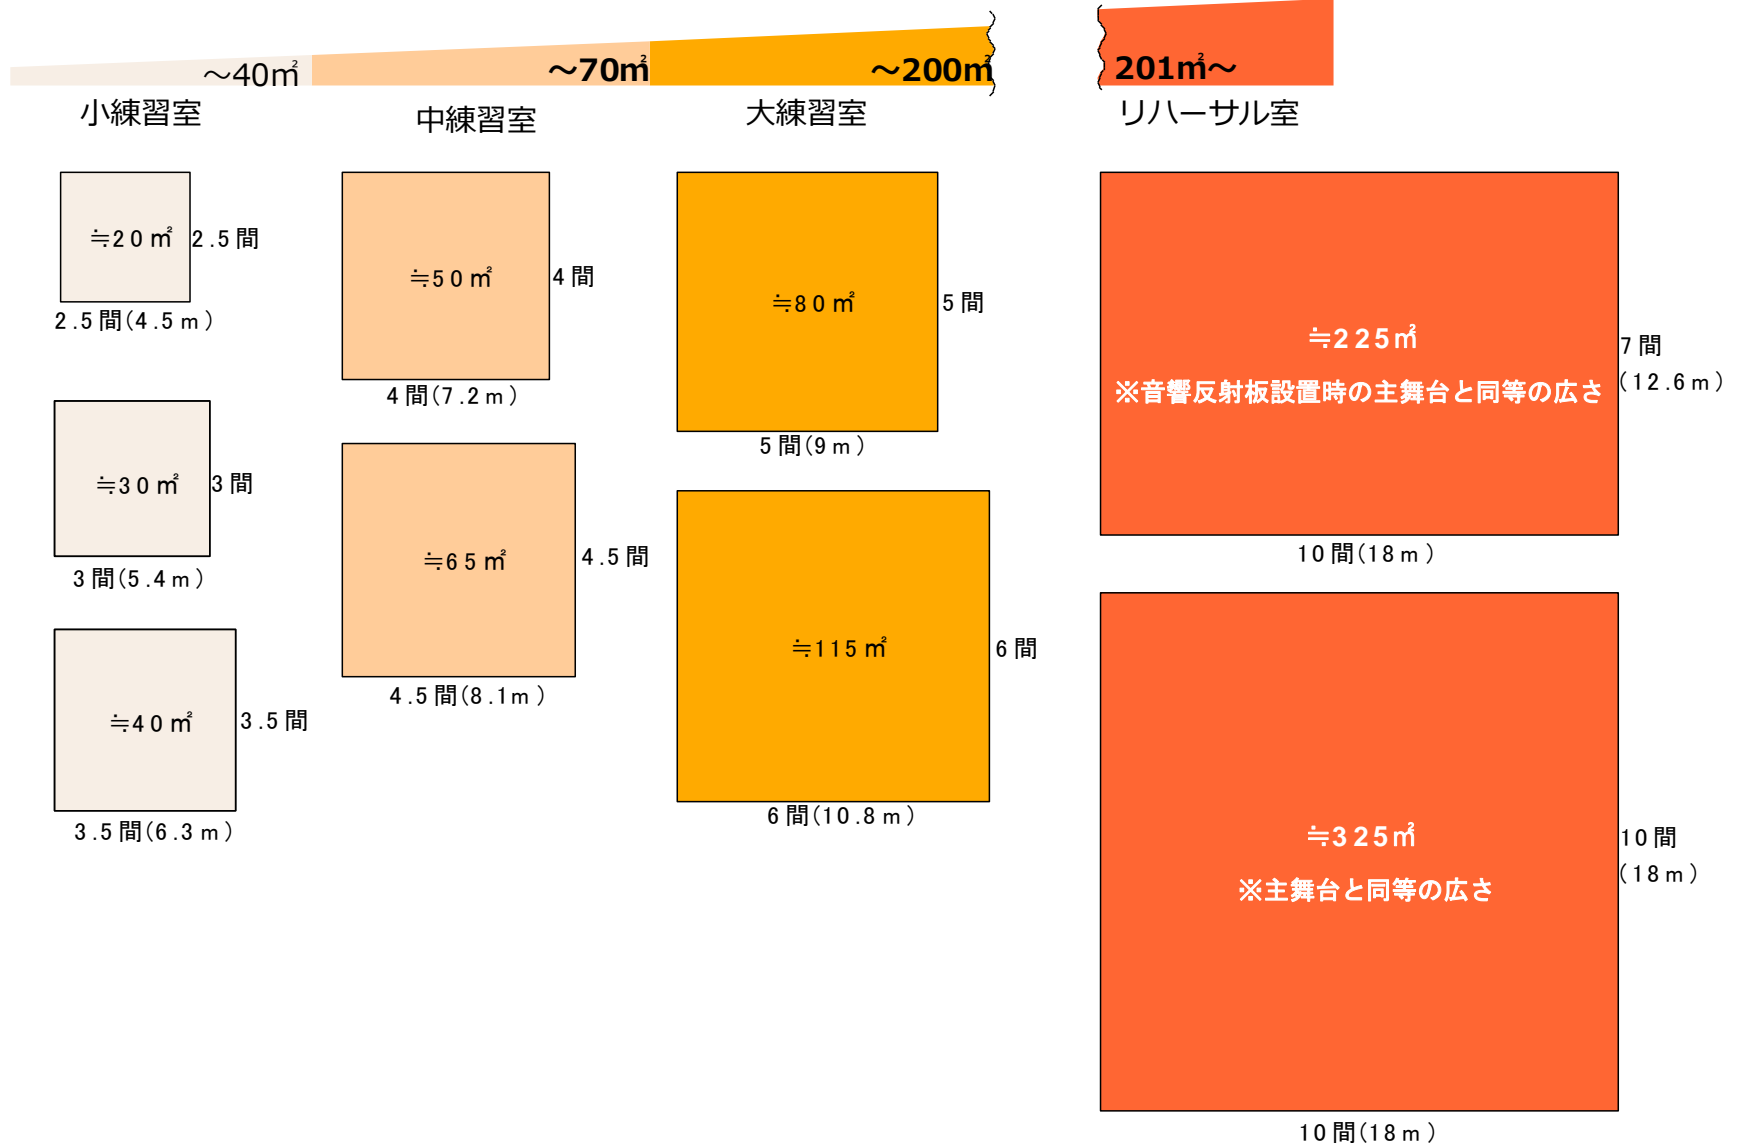 ～40㎡
小練習室
≒20㎡
2.5間
2.5間(4.5m)
≒30㎡
3間
3間(5.4m)
≒40㎡
3.5間
3.5間(6.3m)
～70㎡
中練習室
≒50㎡
4間
4間(7.2m)
≒65㎡
4.5間
4.5間(8.1m)
～200㎡
大練習室
≒80㎡
5間
5間(9m)
≒115㎡
6間
6間(10.8m)
201㎡～
リハーサル室
≒225㎡
※音響反射板設置時の主舞台と同等の広さ
7間
(12.6m)
10間(18m)
≒325㎡
※主舞台と同等の広さ
10間
(18m)
10間(18m)